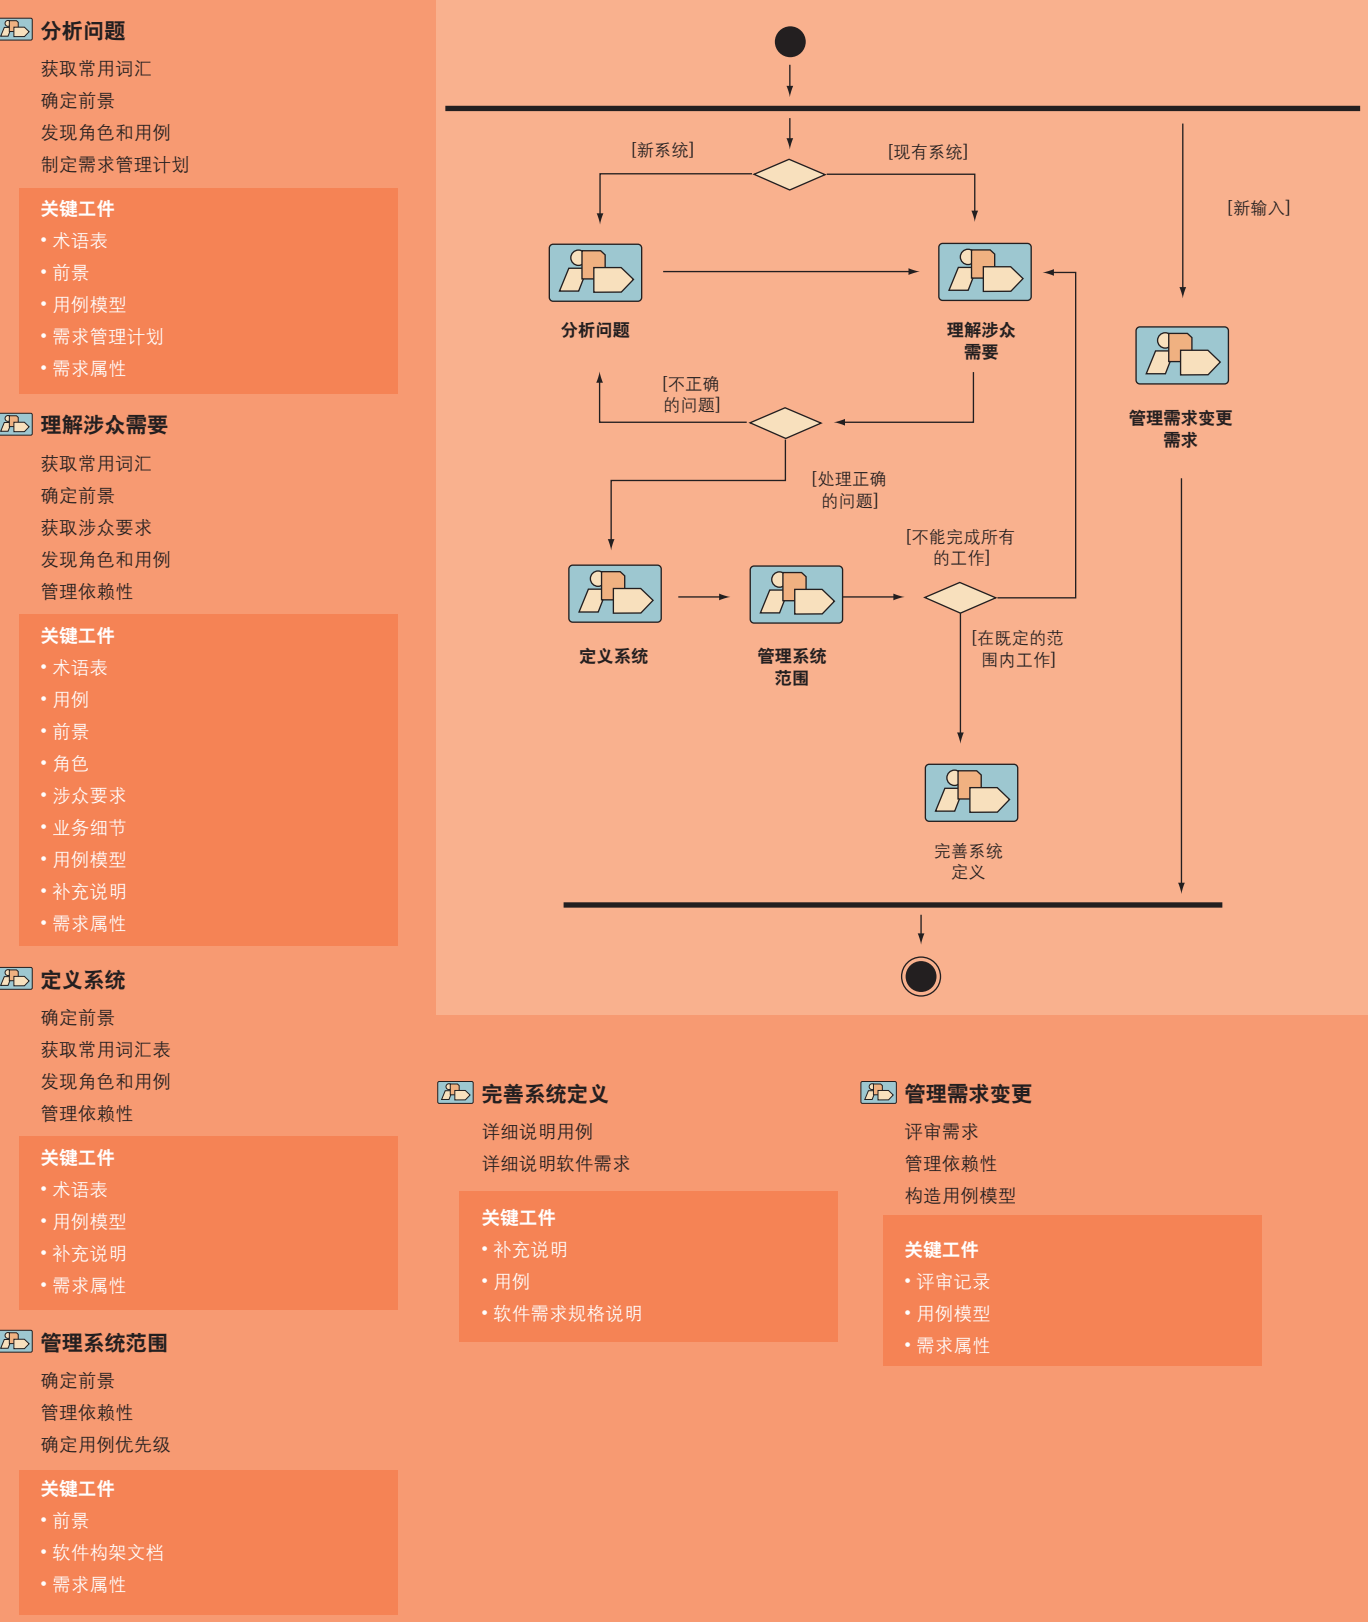 分析问题
获取常用词汇
确定前景
发现角色和用例
制定需求管理计划
关键工件
• 术语表
• 前景
• 用例模型
• 需求管理计划
• 需求属性
理解涉众需要
获取常用词汇
确定前景
获取涉众要求
发现角色和用例
管理依赖性
关键工件
• 术语表
• 用例
• 前景
• 角色
• 涉众要求
• 业务细节
• 用例模型
• 补充说明
• 需求属性
定义系统
确定前景
获取常用词汇表
发现角色和用例
管理依赖性
关键工件
• 术语表
• 用例模型
• 补充说明
• 需求属性
管理系统范围
确定前景
管理依赖性
确定用例优先级
关键工件
• 前景
• 软件构架文档
• 需求属性
[新系统]
[现有系统]
[新输入]
分析问题
理解涉众
需要
[不正确
的问题]
管理需求变更
需求
[处理正确
的问题]
[不能完成所有
的工作]
定义系统
管理系统
范围
[在既定的范
围内工作]
完善系统
定义
完善系统定义
详细说明用例
详细说明软件需求
关键工件
• 补充说明
• 用例
• 软件需求规格说明
管理需求变更
评审需求
管理依赖性
构造用例模型
关键工件
• 评审记录
• 用例模型
• 需求属性